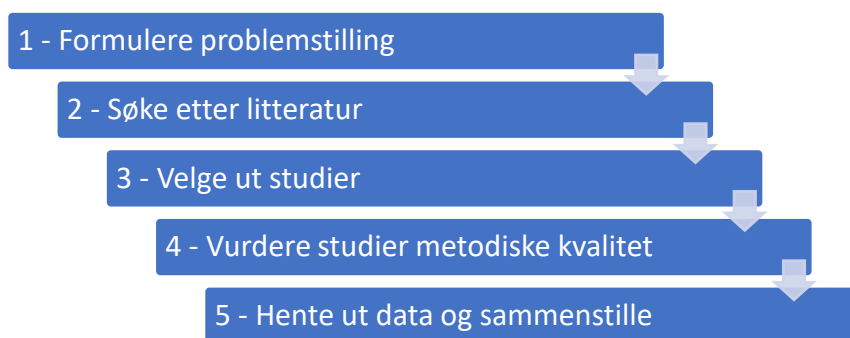 1 - Formulere problemstilling
2 - Søke etter litteratur
3 - Velge ut studier
4 - Vurdere studier metodiske kvalitet
5 - Hente ut data og sammenstille